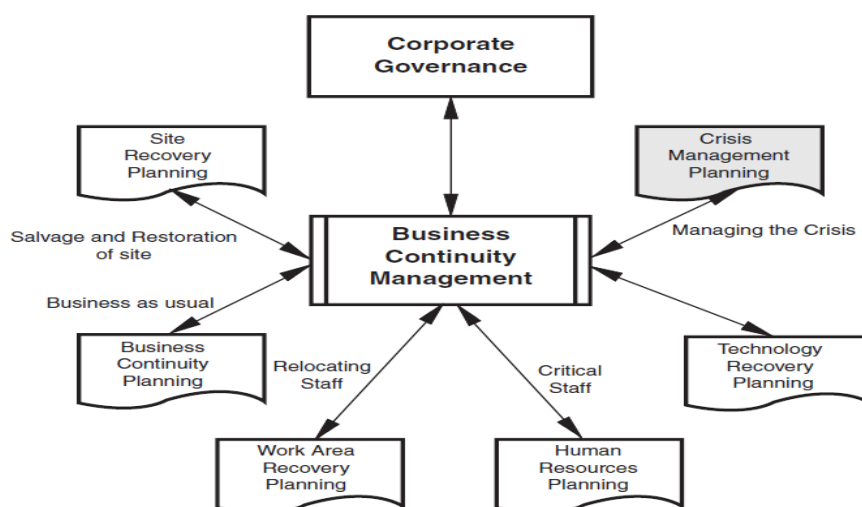 Corporate
Governance
Site
Recovery
Planning
Crisis
Management
Planning
Salvage and Restoration
of site
Business
Continuity
Management
Managing the Crisis
Business as usual
Business
Continuity
Planning
Relocating
Staff
Critical
Staff
Technology
Recovery
Planning
Work Area
Recovery
Planning
Human
Resources
Planning